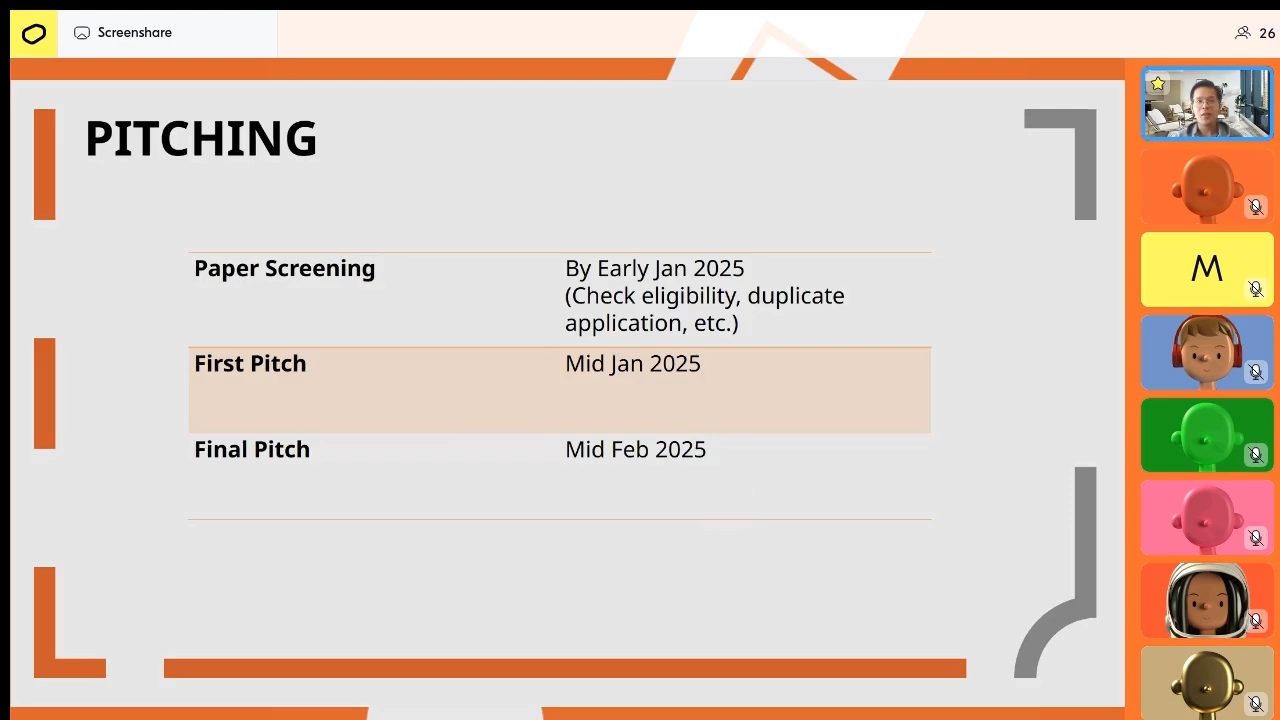 Screenshare
26
PITCHING
Paper Screening
By Early Jan 2025
(Check eligibility, duplicate
application, etc.)
First Pitch
Mid Jan 2025
Final Pitch
Mid Feb 2025
M